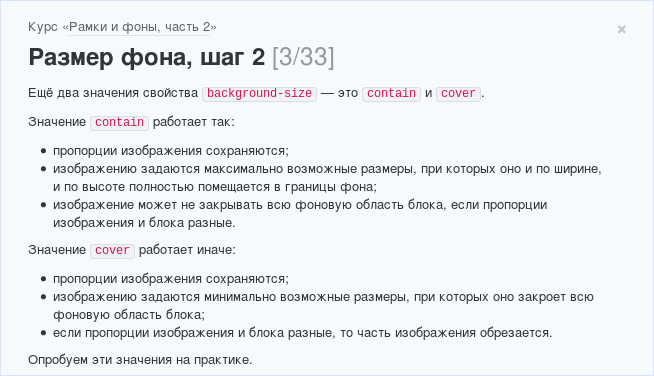 Курс «Рамки и фоны, часть 2»
×
Размер фона, шаг 2 [3/33]
Ещё два значения свойства background-size — это contain и cover.
Значение contain работает так:
• пропорции изображения сохраняются;
• изображению задаются максимально возможные размеры, при которых оно и по ширине,
и по высоте полностью помещается в границы фона;
• изображение может не закрывать всю фоновую область блока, если пропорции
изображения и блока разные.
Значение cover работает иначе:
• пропорции изображения сохраняются;
• изображению задаются минимально возможные размеры, при которых оно закроет всю
фоновую область блока;
• если пропорции изображения и блока разные, то часть изображения обрезается.
Опробуем эти значения на практике.